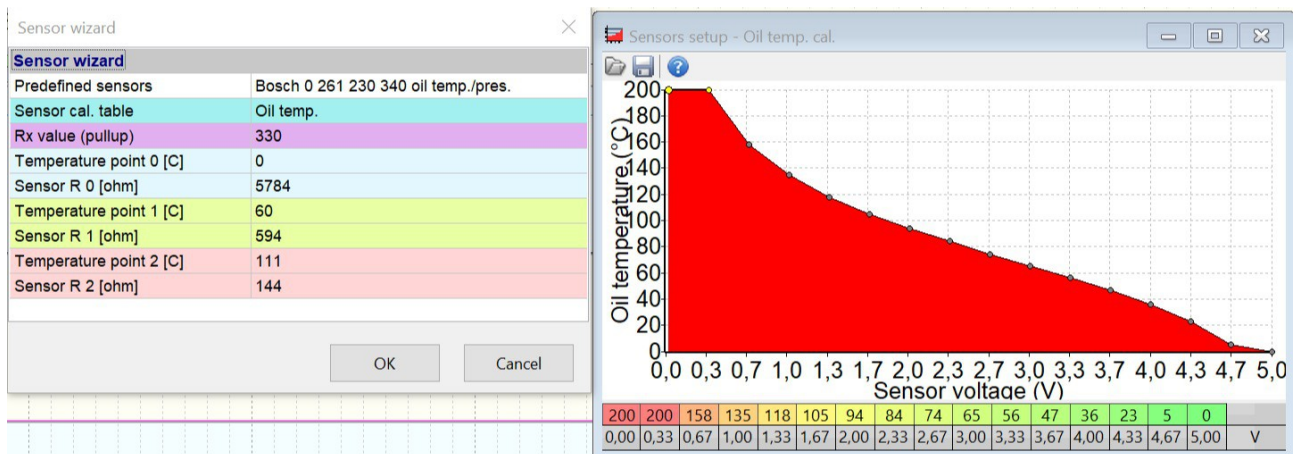 Sensor wizard
Sensor wizard
Predefined sensors Bosch 0 261 230 340 oil temp./pres.
Sensor cal. table Oil temp.
Rx value (pullup) 330
Temperature point 0 [C] 0
Sensor R 0 [ohm] 5784
Temperature point 1 [C] 60
Sensor R 1 [ohm] 594
Temperature point 2 [C] 111
Sensor R 2 [ohm] 144
OK Cancel
Sensors setup - Oil temp. cal.
Oil temperature (°C)
200
180
160
140
120
100
80
60
40
20
0
0,0 0,3 0,7 1,0 1,3 1,7 2,0 2,3 2,7 3,0 3,3 3,7 4,0 4,3 4,7 5,0
Sensor voltage (V)
200 200 158 135 118 105 94 84 74 65 56 47 36 23 5 0
0,00 0,33 0,67 1,00 1,33 1,67 2,00 2,33 2,67 3,00 3,33 3,67 4,00 4,33 4,67 5,00 V